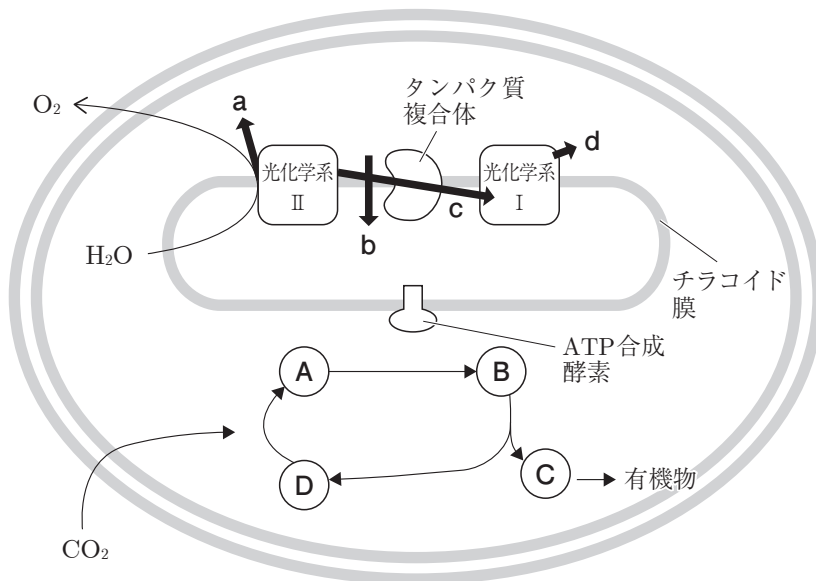 タンパク質
複合体
O₂
a
d
光化学系
Ⅱ
光化学系
Ⅰ
c
b
H₂O
チラコイド
膜
ATP合成
酵素
A
B
D
C
有機物
CO₂